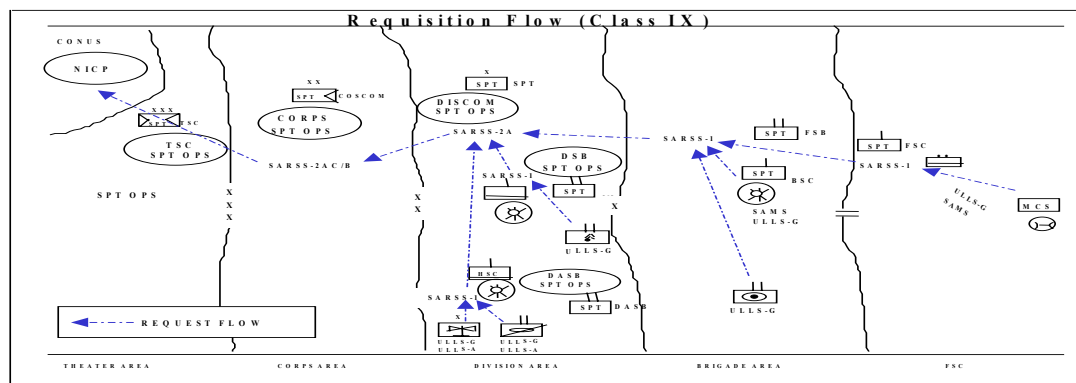 Requisition Flow (Class IX)
CONUS
NICP
XXX
SPT
TSC
TSC
SPT OPS
SPT OPS
XXX
REQUEST FLOW
THEATER AREA
XX
SPT
COSCOM
CORPS
SPT OPS
SARSS-2AC/B
XX
CORPS AREA
X
SPT
SPT
DISCOM
SPT OPS
SARSS-2A
DSB
SPT OPS
SARSS-1
SPT
X
ULLS-G
HSC
DASB
SPT OPS
SARSS-1
SPT
DASB
X
ULLS-G
ULLS-A
ULLS-G
ULLS-A
DIVISION AREA
SARSS-1
SPT
FSB
SPT
BSC
SAMS
ULLS-G
ULLS-G
BRIGADE AREA
SPT
FSC
SARSS-1
ULLS-G
SAMS
MCS
FSC